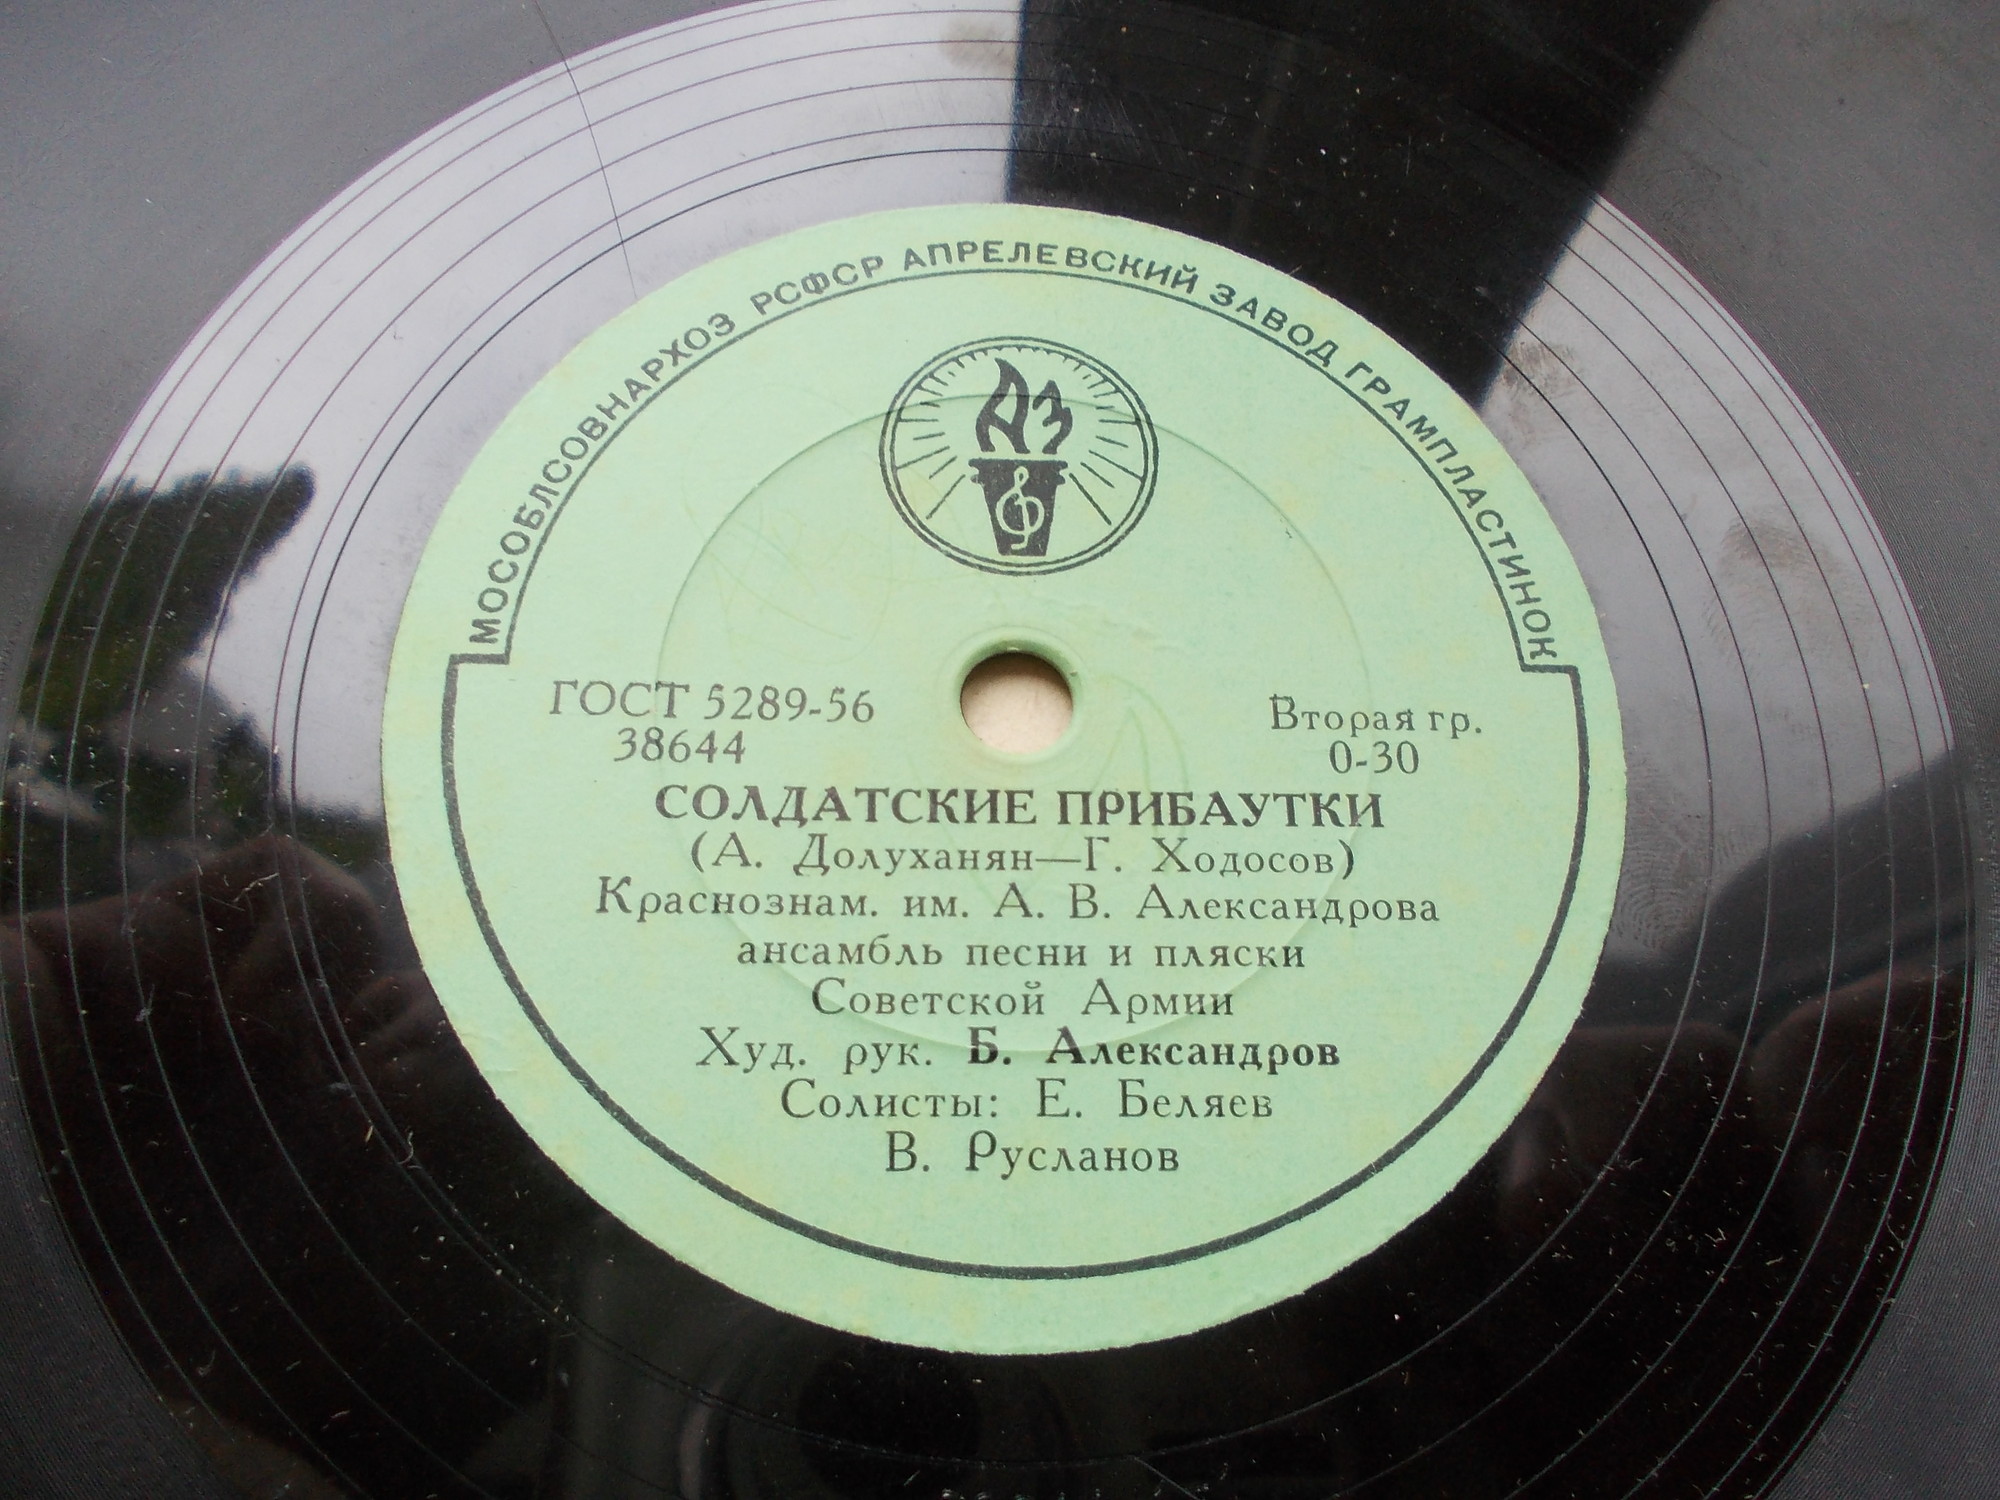 МОСОБЛСОВНАРХОЗ РСФСР АПРЕЛЕВСКИЙ ЗАВОД ГРАМПЛАСТИНОК
АЗ
ГОСТ 5289-56
38644
Вторая гр.
0-30
СОЛДАТСКИЕ ПРИБАУТКИ
(А. Долуханян—Г. Ходосов)
Краснознам. им. А. В. Александрова
ансамбль песни и пляски
Советской Армии
Худ. рук. Б. Александров
Солисты: Е. Беляев
В. Русланов